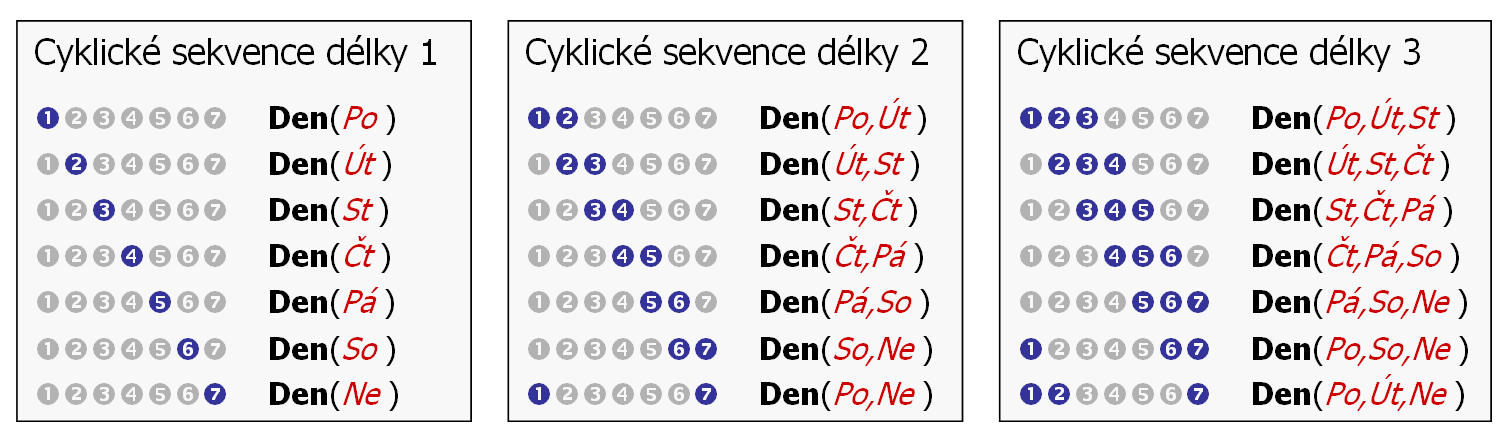 Cyklické sekvence délky 1
1 2 3 4 5 6 7 Den(Po )
1 2 3 4 5 6 7 Den(Út )
1 2 3 4 5 6 7 Den(St )
1 2 3 4 5 6 7 Den(Čt )
1 2 3 4 5 6 7 Den(Pá )
1 2 3 4 5 6 7 Den(So )
1 2 3 4 5 6 7 Den(Ne )
Cyklické sekvence délky 2
1 2 3 4 5 6 7 Den(Po,Út )
1 2 3 4 5 6 7 Den(Út,St )
1 2 3 4 5 6 7 Den(St,Čt )
1 2 3 4 5 6 7 Den(Čt,Pá )
1 2 3 4 5 6 7 Den(Pá,So )
1 2 3 4 5 6 7 Den(So,Ne )
1 2 3 4 5 6 7 Den(Po,Ne )
Cyklické sekvence délky 3
1 2 3 4 5 6 7 Den(Po,Út,St )
1 2 3 4 5 6 7 Den(Út,St,Čt )
1 2 3 4 5 6 7 Den(St,Čt,Pá )
1 2 3 4 5 6 7 Den(Čt,Pá,So )
1 2 3 4 5 6 7 Den(Pá,So,Ne )
1 2 3 4 5 6 7 Den(Po,So,Ne )
1 2 3 4 5 6 7 Den(Po,Út,Ne )